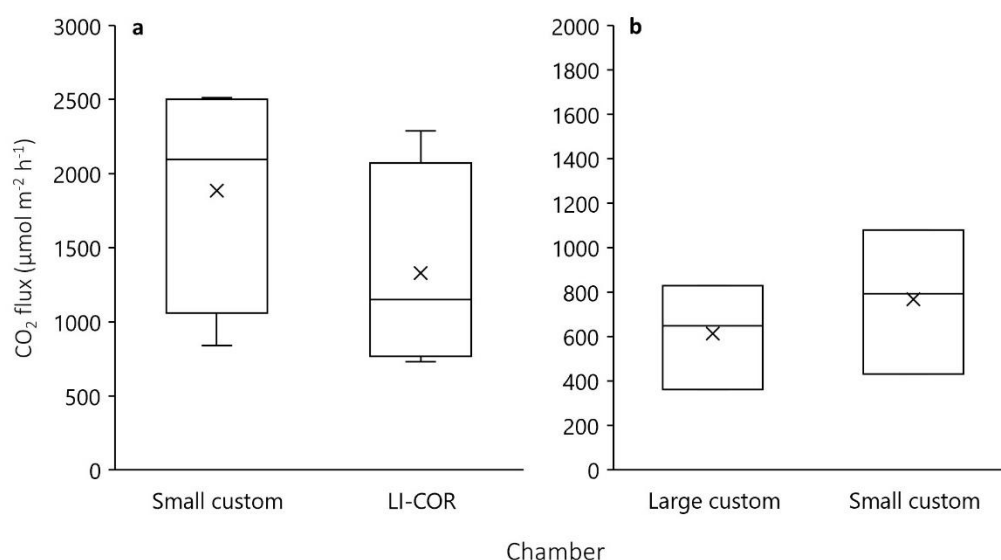 a
3000
2500
2000
1500
1000
500
0
CO₂ flux (µmol m⁻² h⁻¹)
Small custom
LI-COR
b
2000
1800
1600
1400
1200
1000
800
600
400
200
0
Large custom
Small custom
Chamber